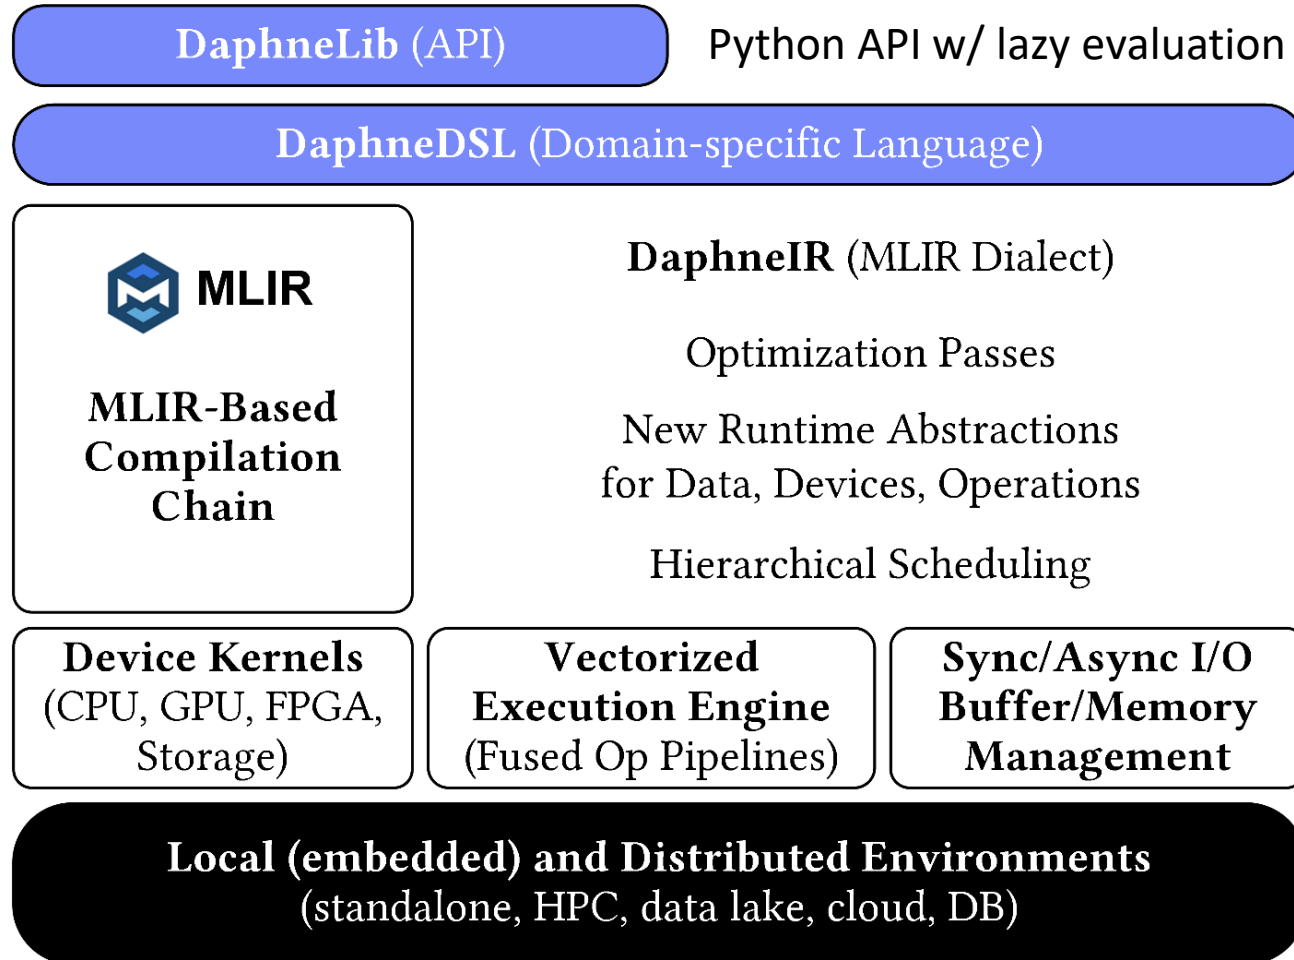 DaphneLib (API)
Python API w/ lazy evaluation
DaphneDSL (Domain-specific Language)
MLIR
MLIR-Based
Compilation
Chain
DaphneIR (MLIR Dialect)
Optimization Passes
New Runtime Abstractions
for Data, Devices, Operations
Hierarchical Scheduling
Device Kernels
(CPU, GPU, FPGA,
Storage)
Vectorized
Execution Engine
(Fused Op Pipelines)
Sync/Async I/O
Buffer/Memory
Management
Local (embedded) and Distributed Environments
(standalone, HPC, data lake, cloud, DB)